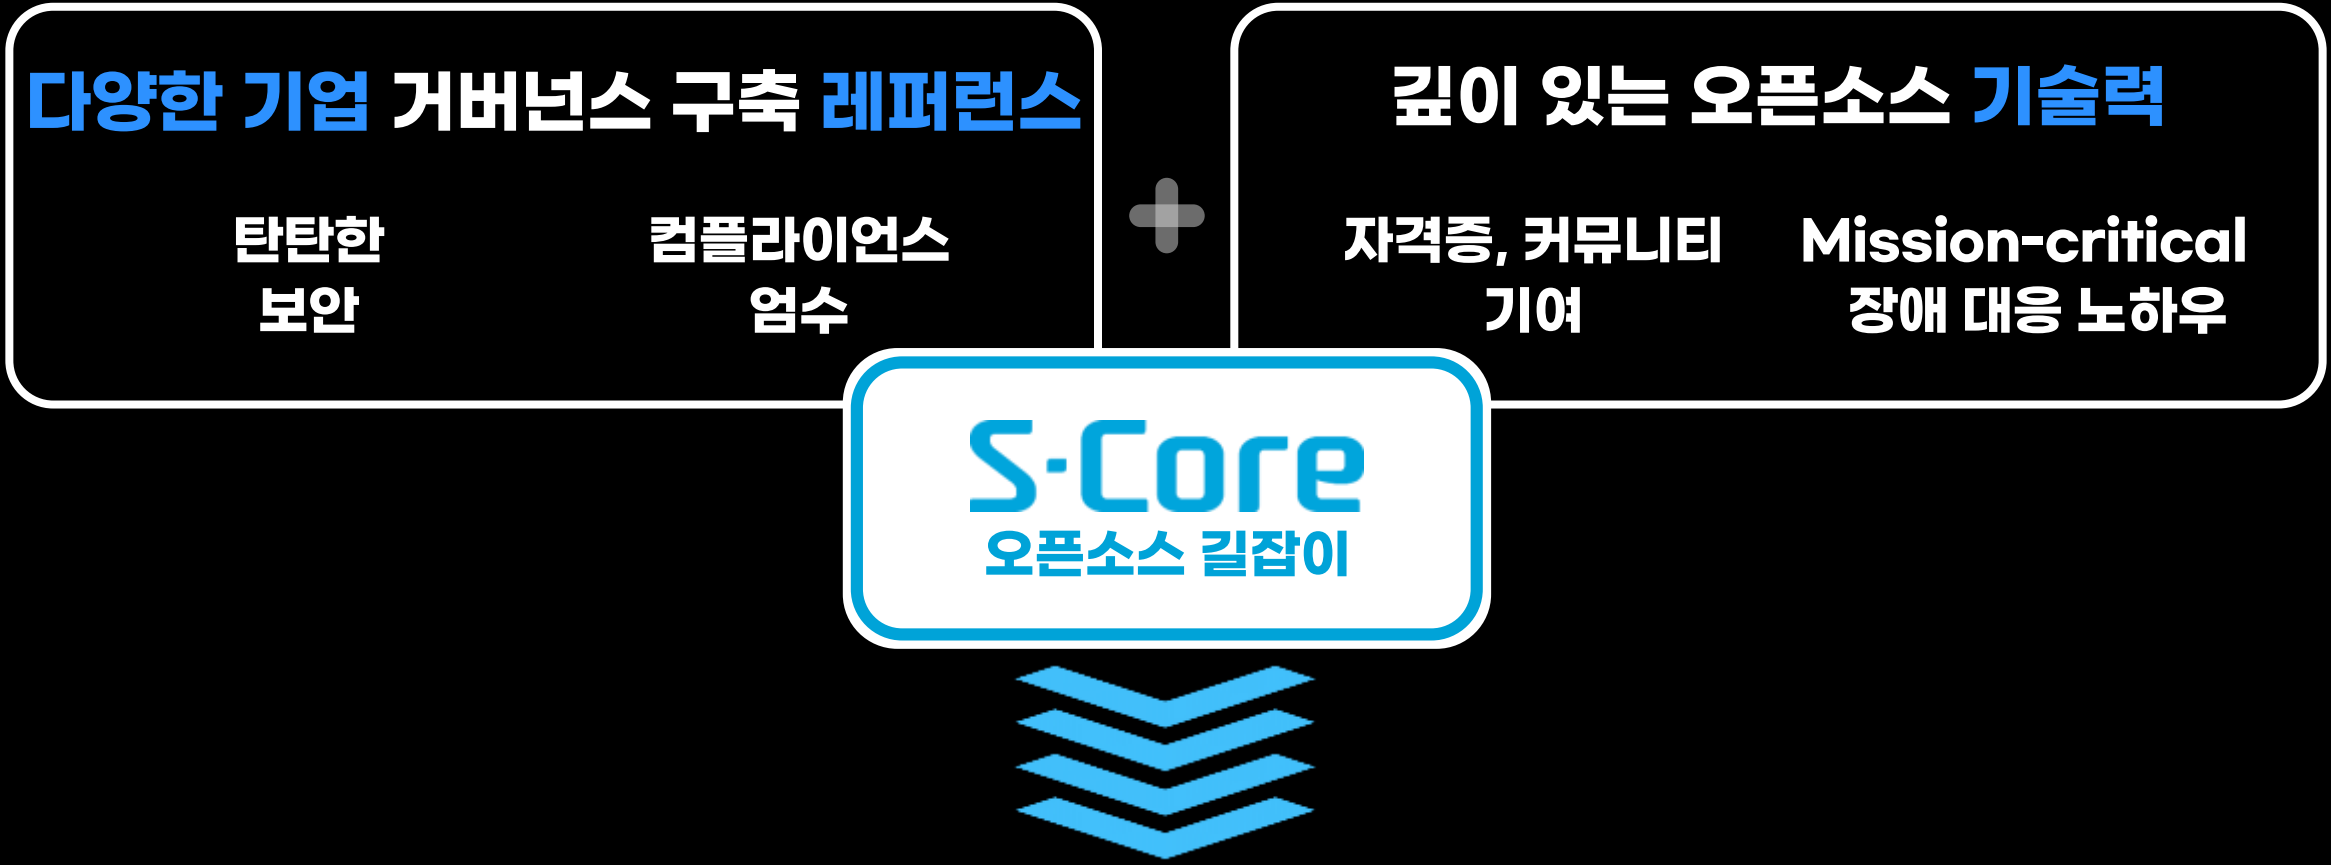 다양한 기업 거버넌스 구축 레퍼런스
탄탄한
보안
컴플라이언스
엄수
깊이 있는 오픈소스 기술력
자격증, 커뮤니티
기여
Mission-critical
장애 대응 노하우
S-Core
오픈소스 길잡이